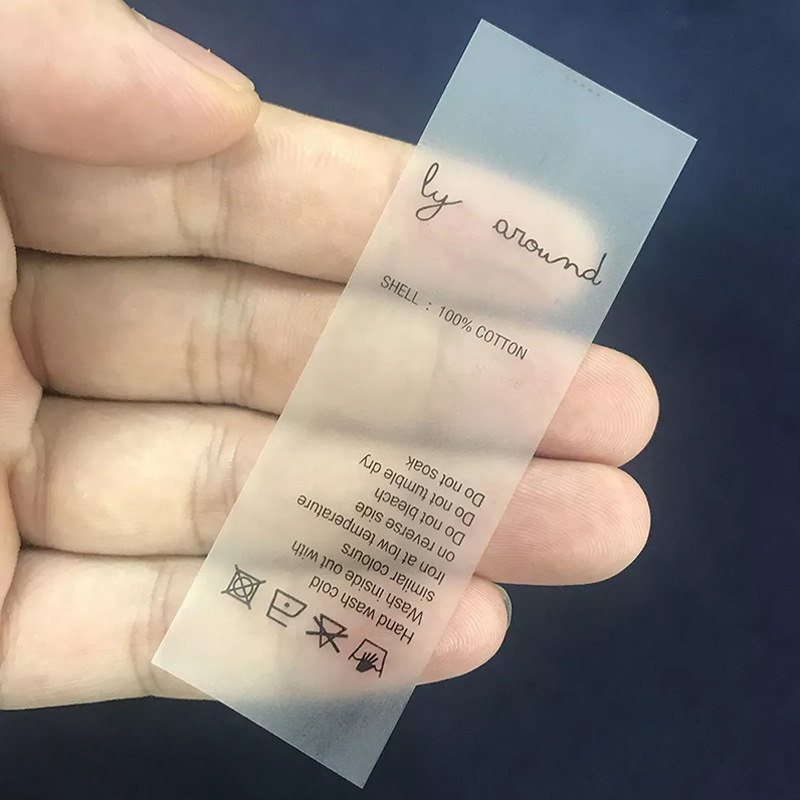 ly around
SHELL : 100% COTTON
Hand wash cold
Wash inside out with
similar colours
Iron at low temperature
on reverse side
Do not bleach
Do not tumble dry
Do not soak